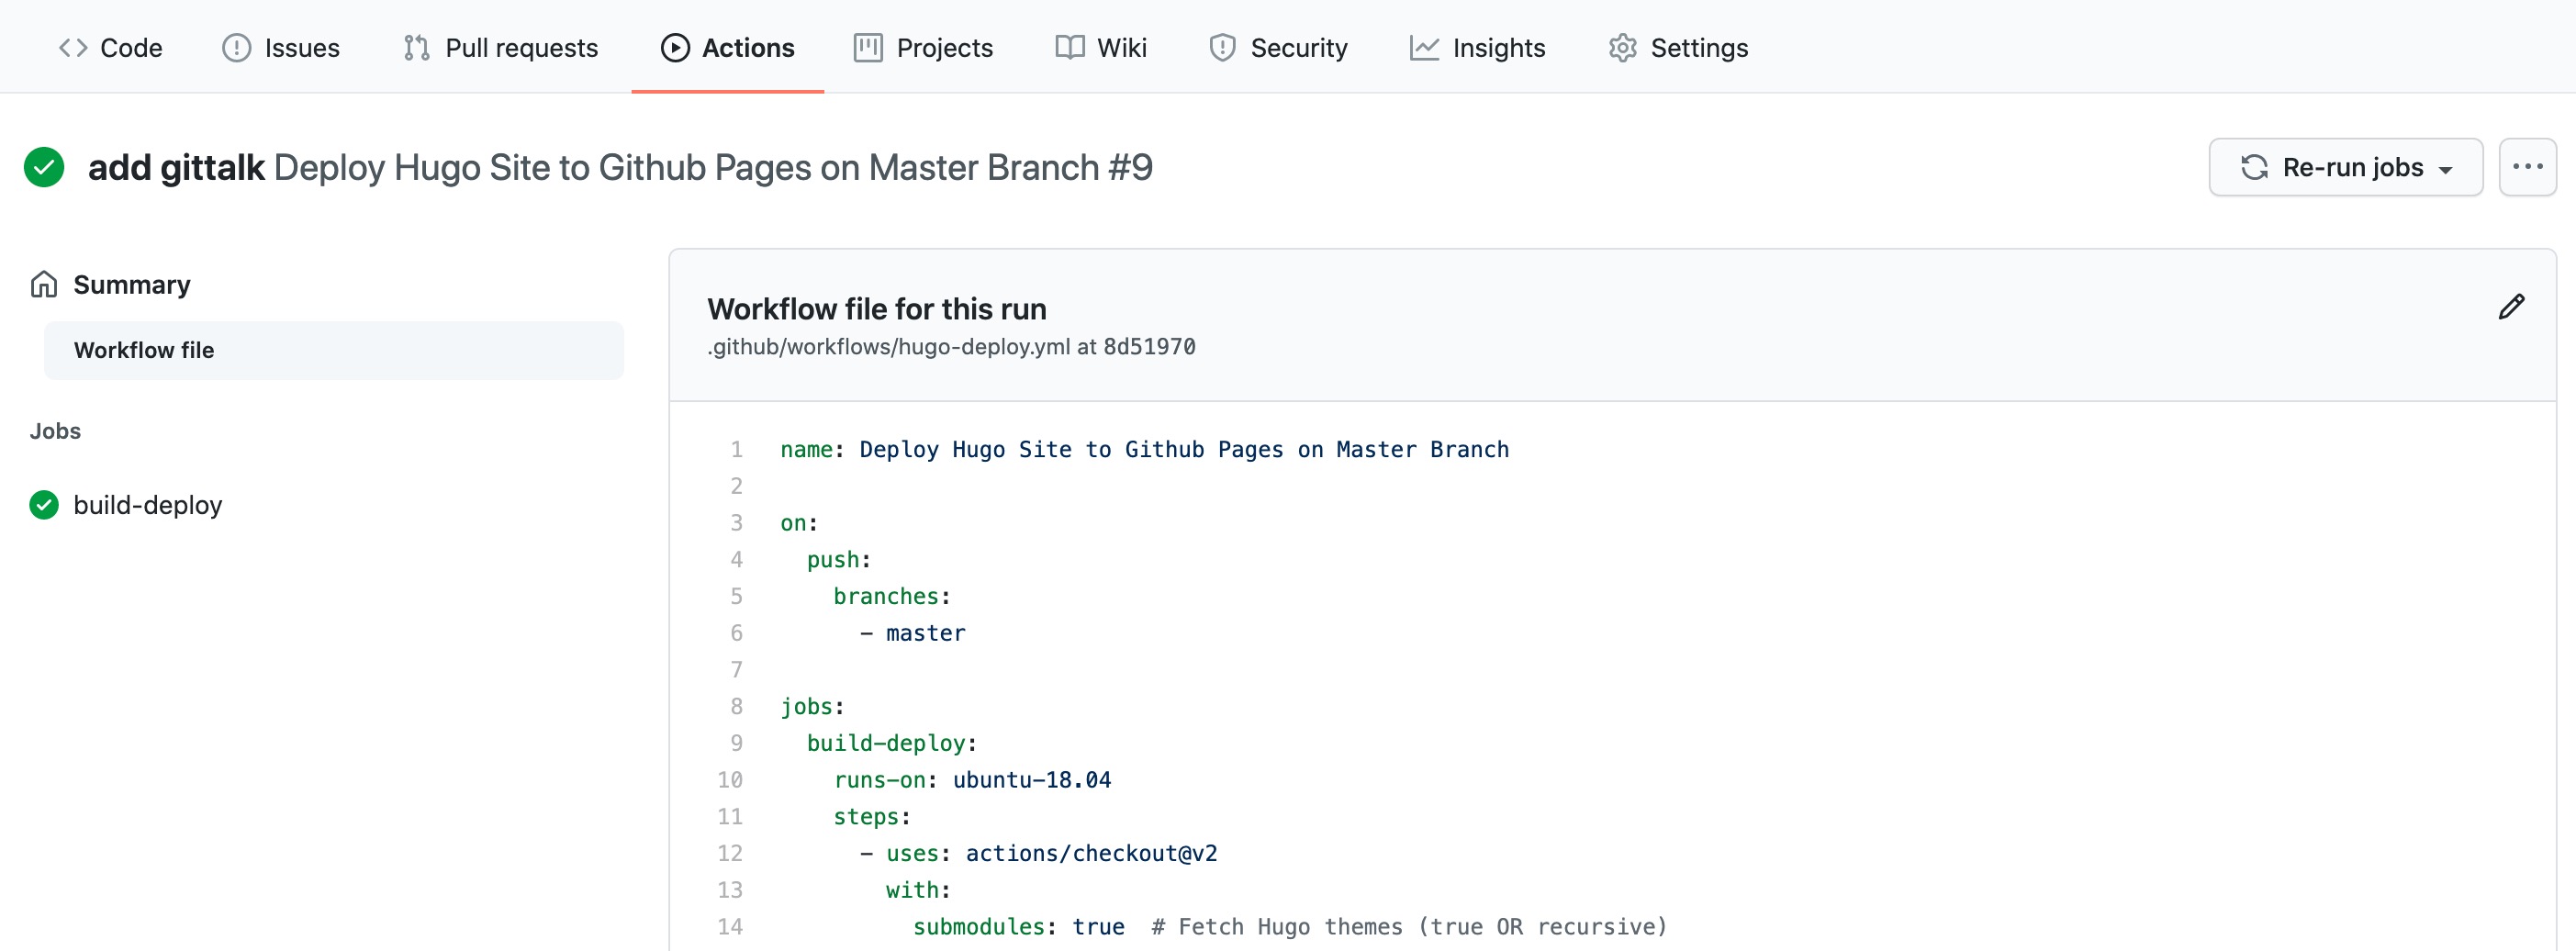 Code Issues Pull requests Actions Projects Wiki Security Insights Settings
add gittalk Deploy Hugo Site to Github Pages on Master Branch #9
Re-run jobs
Summary
Workflow file
Jobs
build-deploy
Workflow file for this run
.github/workflows/hugo-deploy.yml at 8d51970
1 name: Deploy Hugo Site to Github Pages on Master Branch
2
3 on:
4   push:
5     branches:
6       - master
7
8 jobs:
9   build-deploy:
10     runs-on: ubuntu-18.04
11     steps:
12       - uses: actions/checkout@v2
13         with:
14           submodules: true  # Fetch Hugo themes (true OR recursive)